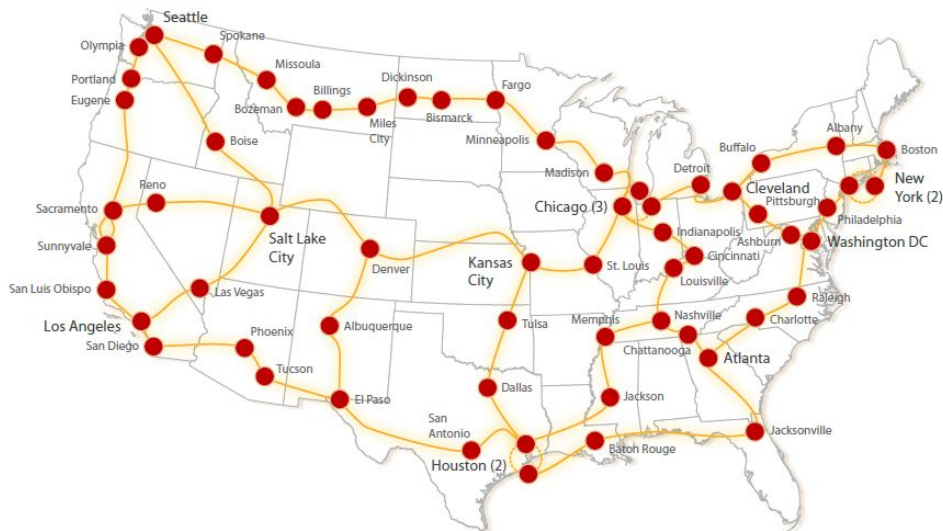 Seattle
Olympia
Spokane
Portland
Missoula
Eugene
Bozeman
Billings
Miles
City
Dickinson
Bismarck
Fargo
Minneapolis
Boise
Madison
Detroit
Buffalo
Albany
Boston
New
York (2)
Reno
Sacramento
Salt Lake
City
Chicago (3)
Cleveland
Pittsburgh
Philadelphia
Sunnyvale
Denver
Kansas
City
St. Louis
Indianapolis
Cincinnati
Ashburn
Washington DC
San Luis Obispo
Las Vegas
Louisville
Raleigh
Los Angeles
San Diego
Phoenix
Albuquerque
Tulsa
Memphis
Nashville
Charlotte
Chattanooga
Atlanta
Tucson
El Paso
Dallas
Jackson
San
Antonio
Houston (2)
Batoh Rouge
Jacksonville